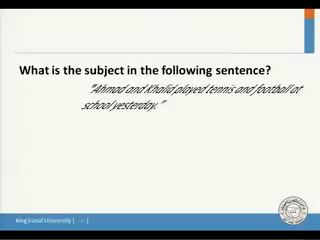 What is the subject in the following sentence?
"Ahmad and Khalid played tennis and football at
school yesterday."
King Faisal University |